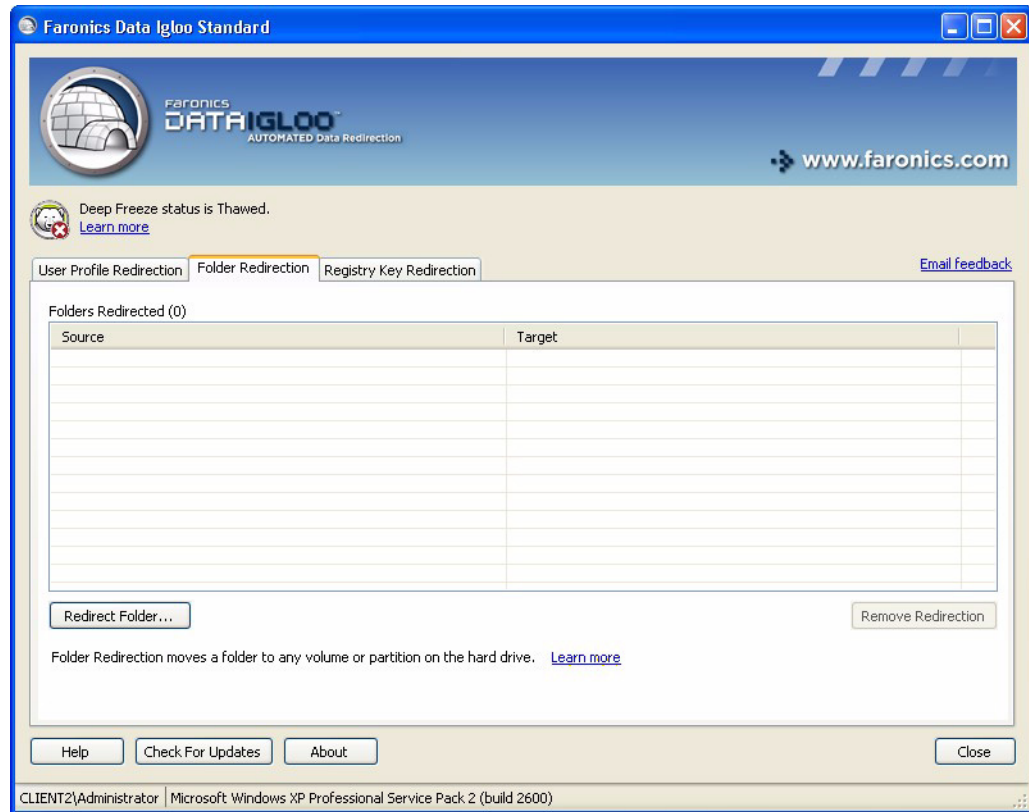 Faronics Data Igloo Standard
FARONICS
DATAIGLOO™
AUTOMATED Data Redirection
www.faronics.com
Deep Freeze status is Thawed.
Learn more
User Profile Redirection Folder Redirection Registry Key Redirection Email feedback
Folders Redirected (0)
Source Target
Redirect Folder... Remove Redirection
Folder Redirection moves a folder to any volume or partition on the hard drive. Learn more
Help Check For Updates About Close
CLIENT2\Administrator Microsoft Windows XP Professional Service Pack 2 (build 2600)